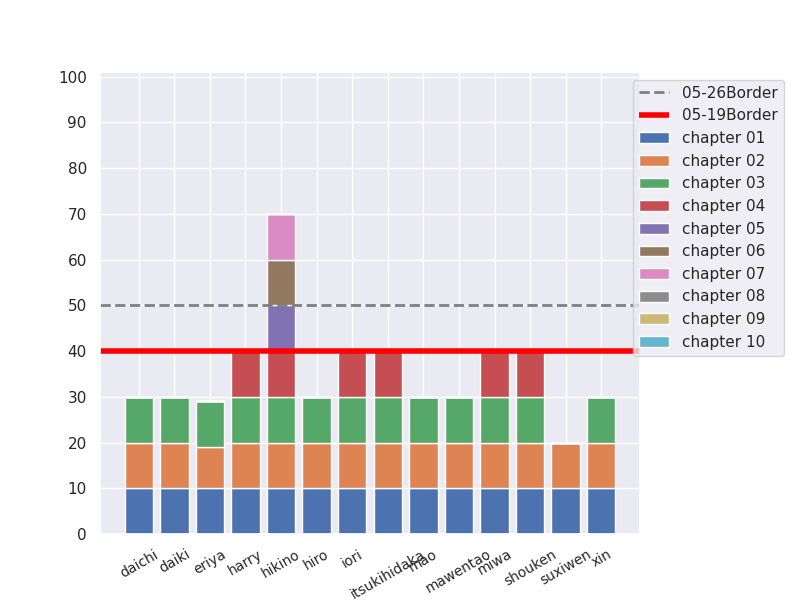 100
90
80
70
60
50
40
30
20
10
0
daichi
daiki
eriya
harry
hikino
hiro
iori
itsukihidaka
mao
mawentao
miwa
shouken
suxiwen
xin
05-26Border
05-19Border
chapter 01
chapter 02
chapter 03
chapter 04
chapter 05
chapter 06
chapter 07
chapter 08
chapter 09
chapter 10